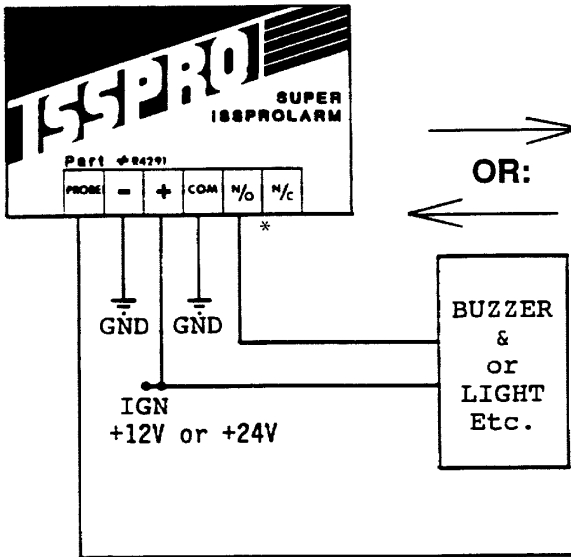 ISSPRO
SUPER
ISSPROLARM
Part # R4291
PROBE - + COM N/O N/C
*
OR:
GND GND
IGN
+12V or +24V
BUZZER
&
or
LIGHT
Etc.